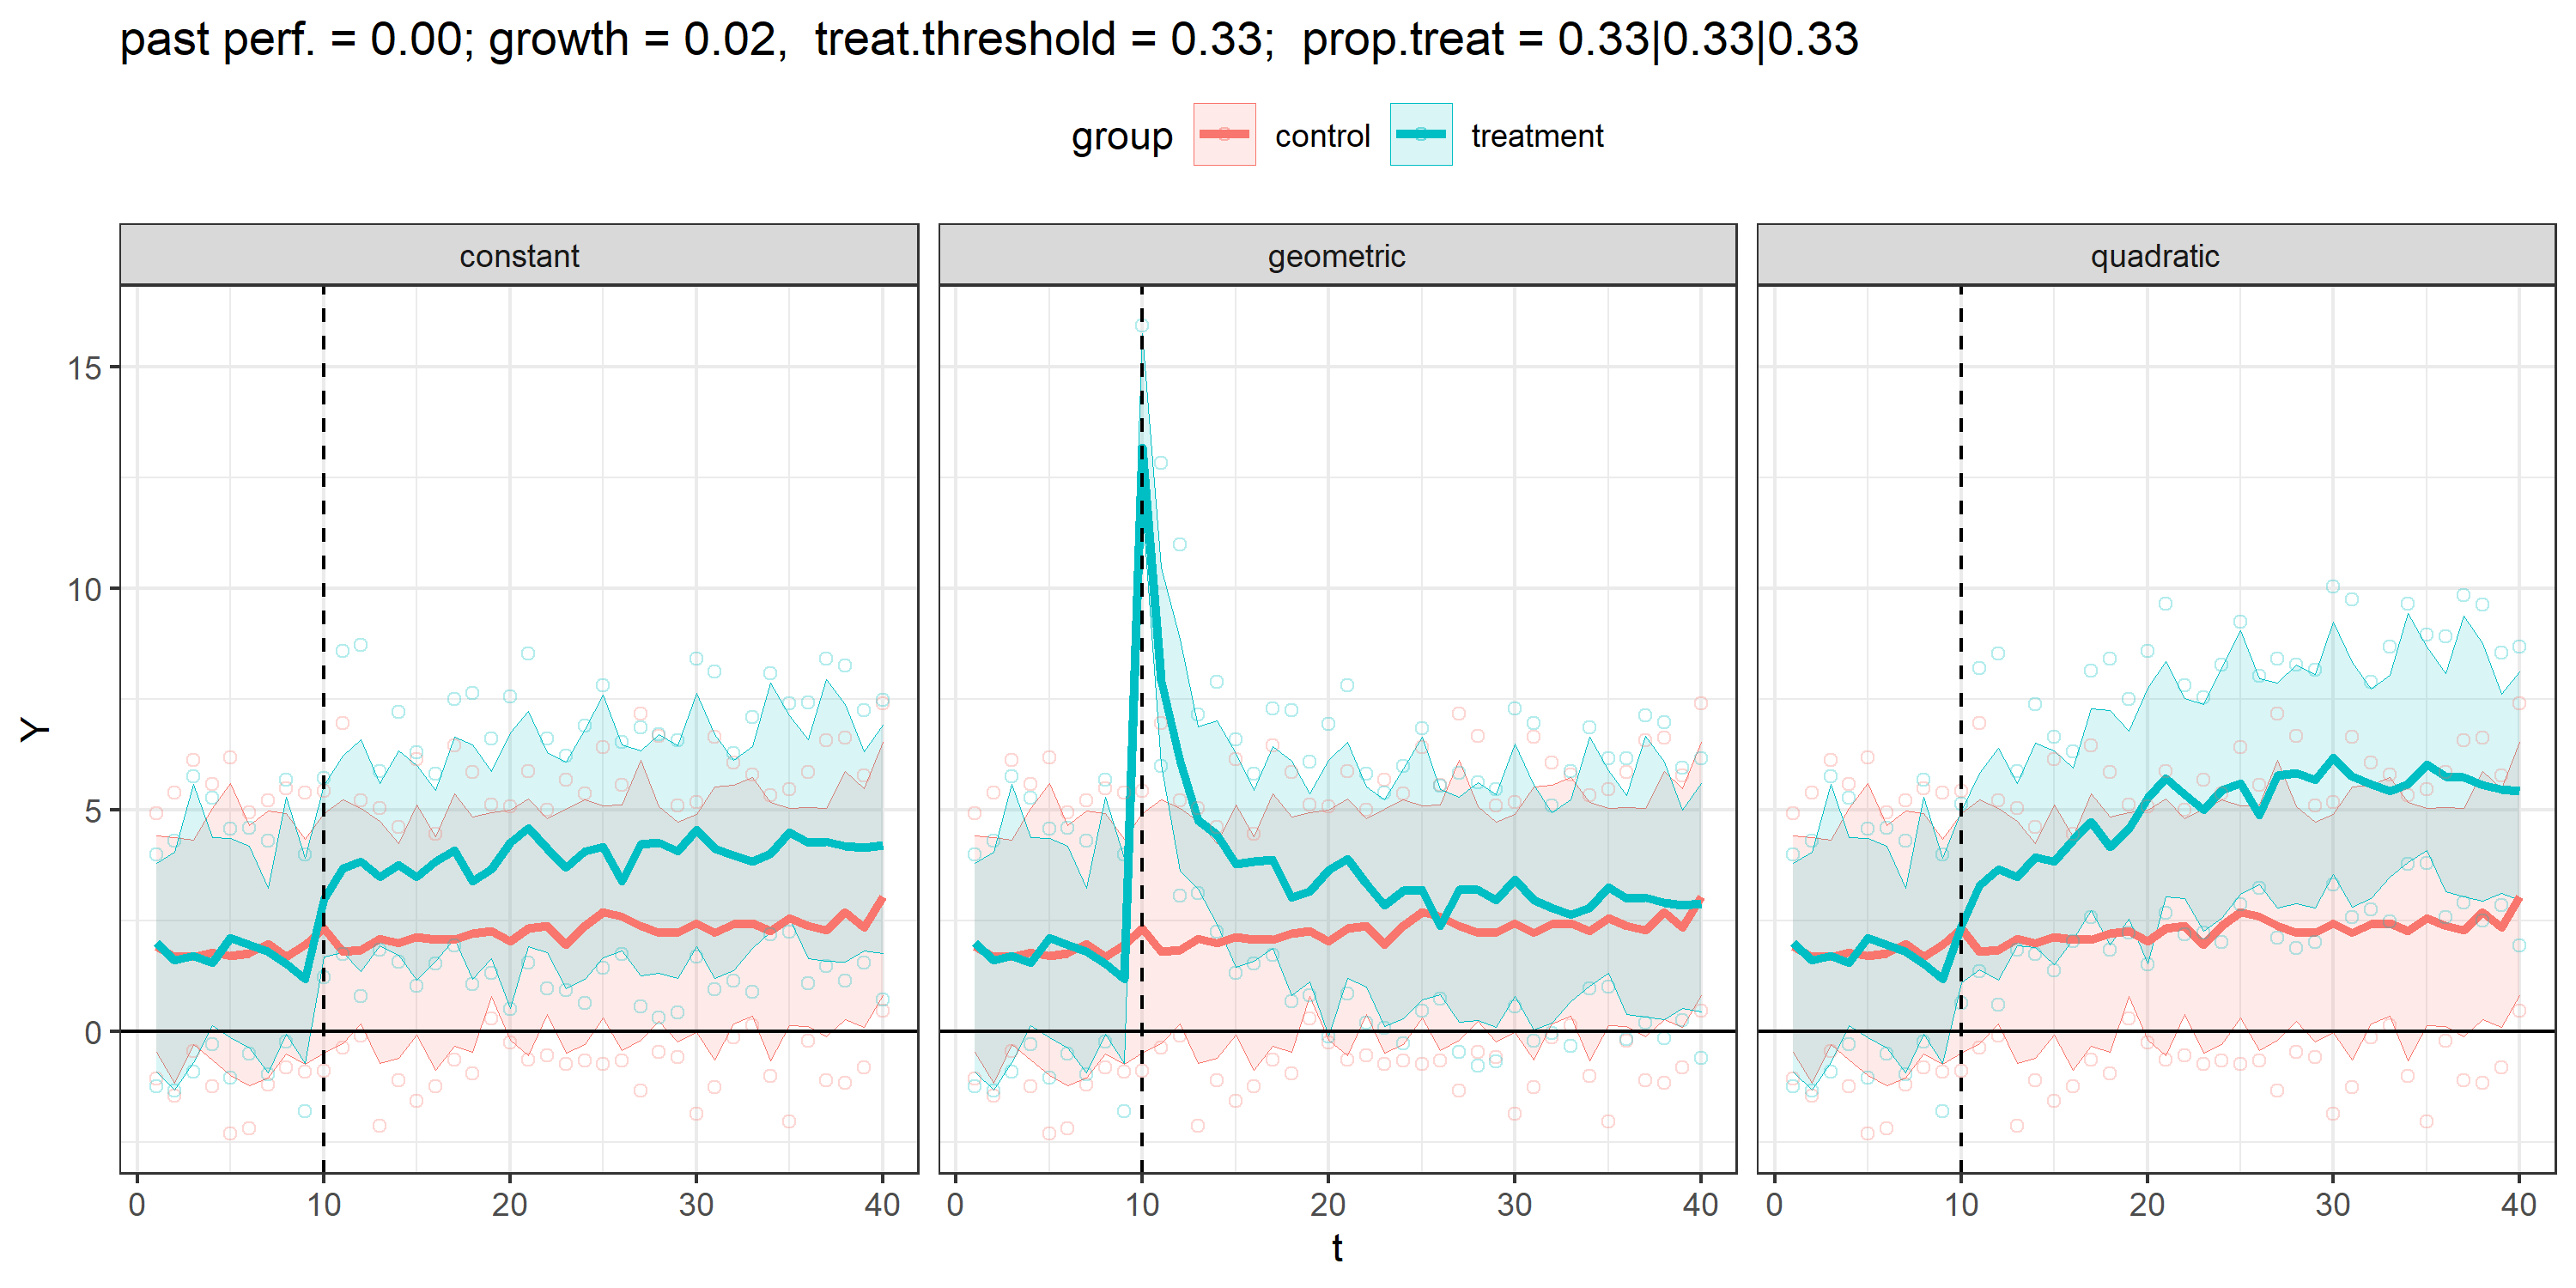 past perf. = 0.00; growth = 0.02,  treat.threshold = 0.33;  prop.treat = 0.33|0.33|0.33
group control treatment
constant geometric quadratic
15
10
5
0
Y
0 10 20 30 40 0 10 20 30 40 0 10 20 30 40
t